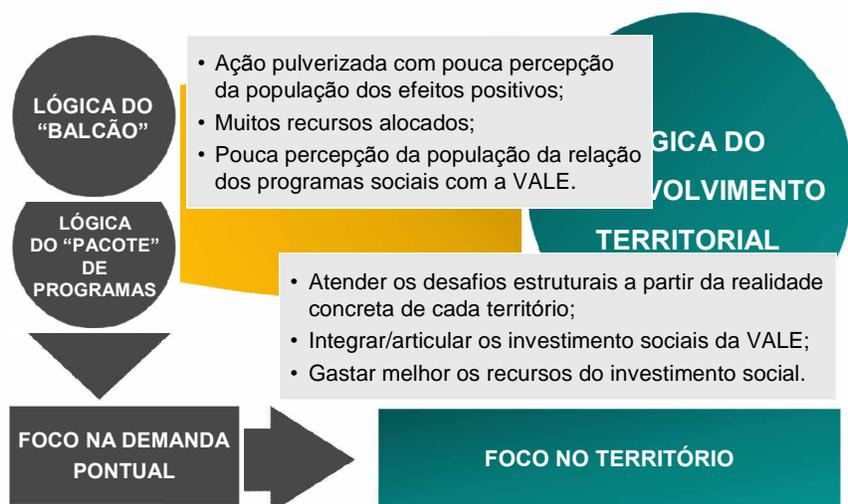 LÓGICA DO
“BALCÃO”
• Ação pulverizada com pouca percepção
da população dos efeitos positivos;
• Muitos recursos alocados;
• Pouca percepção da população da relação
dos programas sociais com a VALE.
GICA DO
VOLVIMENTO
TERRITORIAL
LÓGICA
DO “PACOTE”
DE
PROGRAMAS
• Atender os desafios estruturais a partir da realidade
concreta de cada território;
• Integrar/articular os investimento sociais da VALE;
• Gastar melhor os recursos do investimento social.
FOCO NA DEMANDA
PONTUAL
FOCO NO TERRITÓRIO